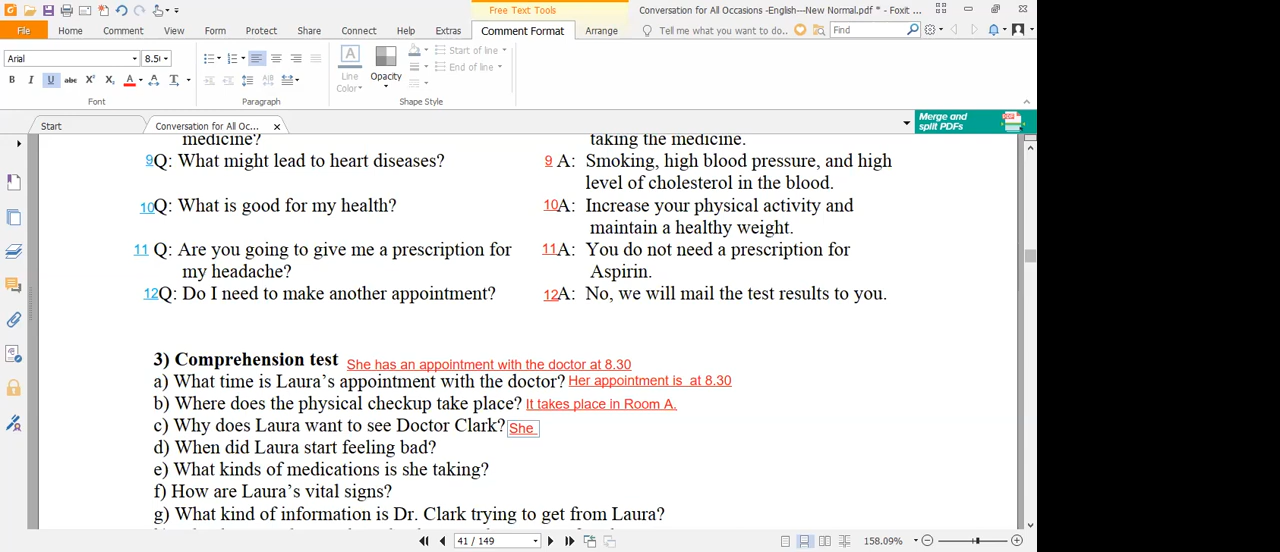 Free Text Tools
Conversation for All Occasions -English---New Normal.pdf * - Foxit ...
File Home Comment View Form Protect Share Connect Help Extras Comment Format Arrange Tell me what you want to do... Find
Arial 8.5
Line Color
Opacity
Start of line
End of line
Font Paragraph Shape Style
Start
Conversation for All Oc...
Merge and split PDFs
medicine? taking the medicine.
9Q: What might lead to heart diseases? 9 A: Smoking, high blood pressure, and high
level of cholesterol in the blood.
10Q: What is good for my health? 10A: Increase your physical activity and
maintain a healthy weight.
11 Q: Are you going to give me a prescription for 11A: You do not need a prescription for
my headache? Aspirin.
12Q: Do I need to make another appointment? 12A: No, we will mail the test results to you.
3) Comprehension test She has an appointment with the doctor at 8.30
a) What time is Laura’s appointment with the doctor? Her appointment is at 8.30
b) Where does the physical checkup take place? It takes place in Room A.
c) Why does Laura want to see Doctor Clark? She
d) When did Laura start feeling bad?
e) What kinds of medications is she taking?
f) How are Laura’s vital signs?
g) What kind of information is Dr. Clark trying to get from Laura?
41 / 149 158.09%